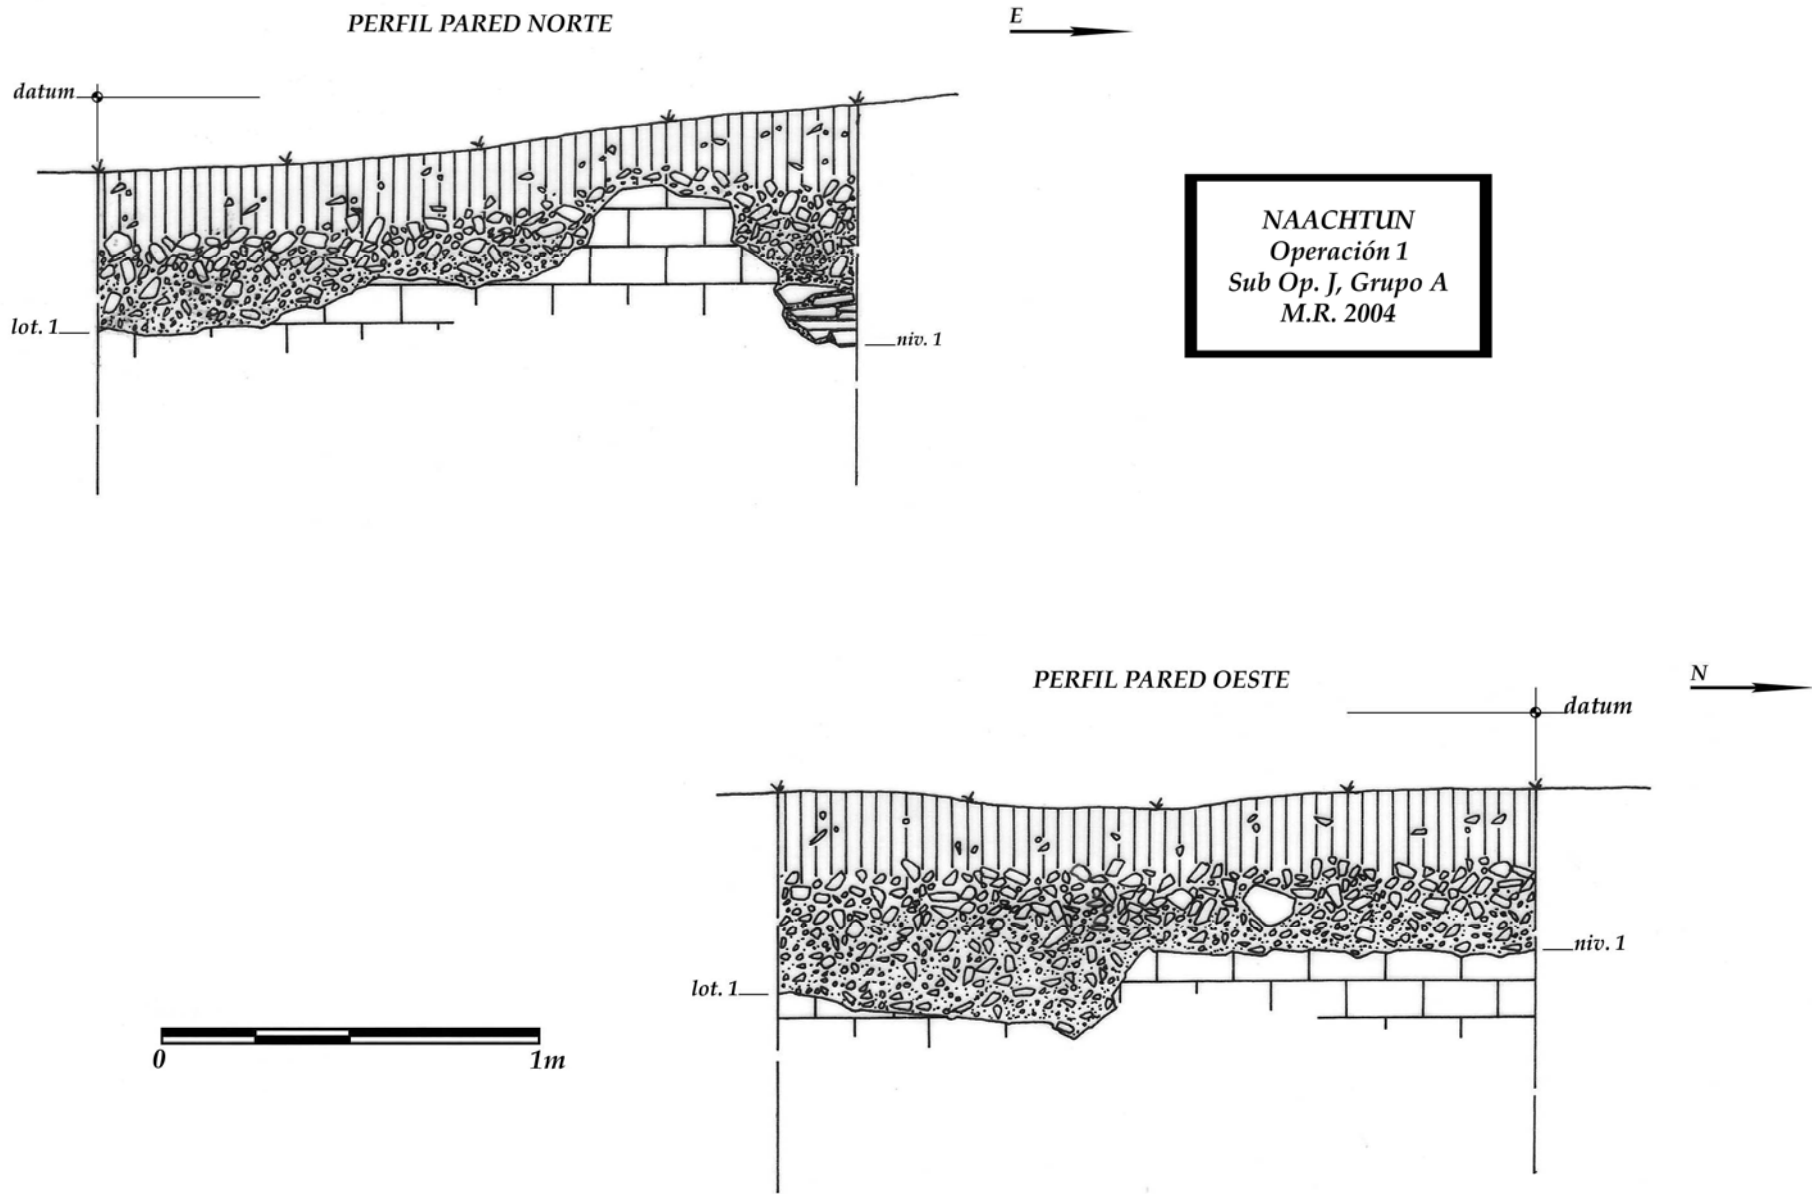 PERFIL PARED NORTE
E
datum
lot. 1
niv. 1
NAACHTUN
Operación 1
Sub Op. J, Grupo A
M.R. 2004
PERFIL PARED OESTE
N
datum
niv. 1
lot. 1
0 1m